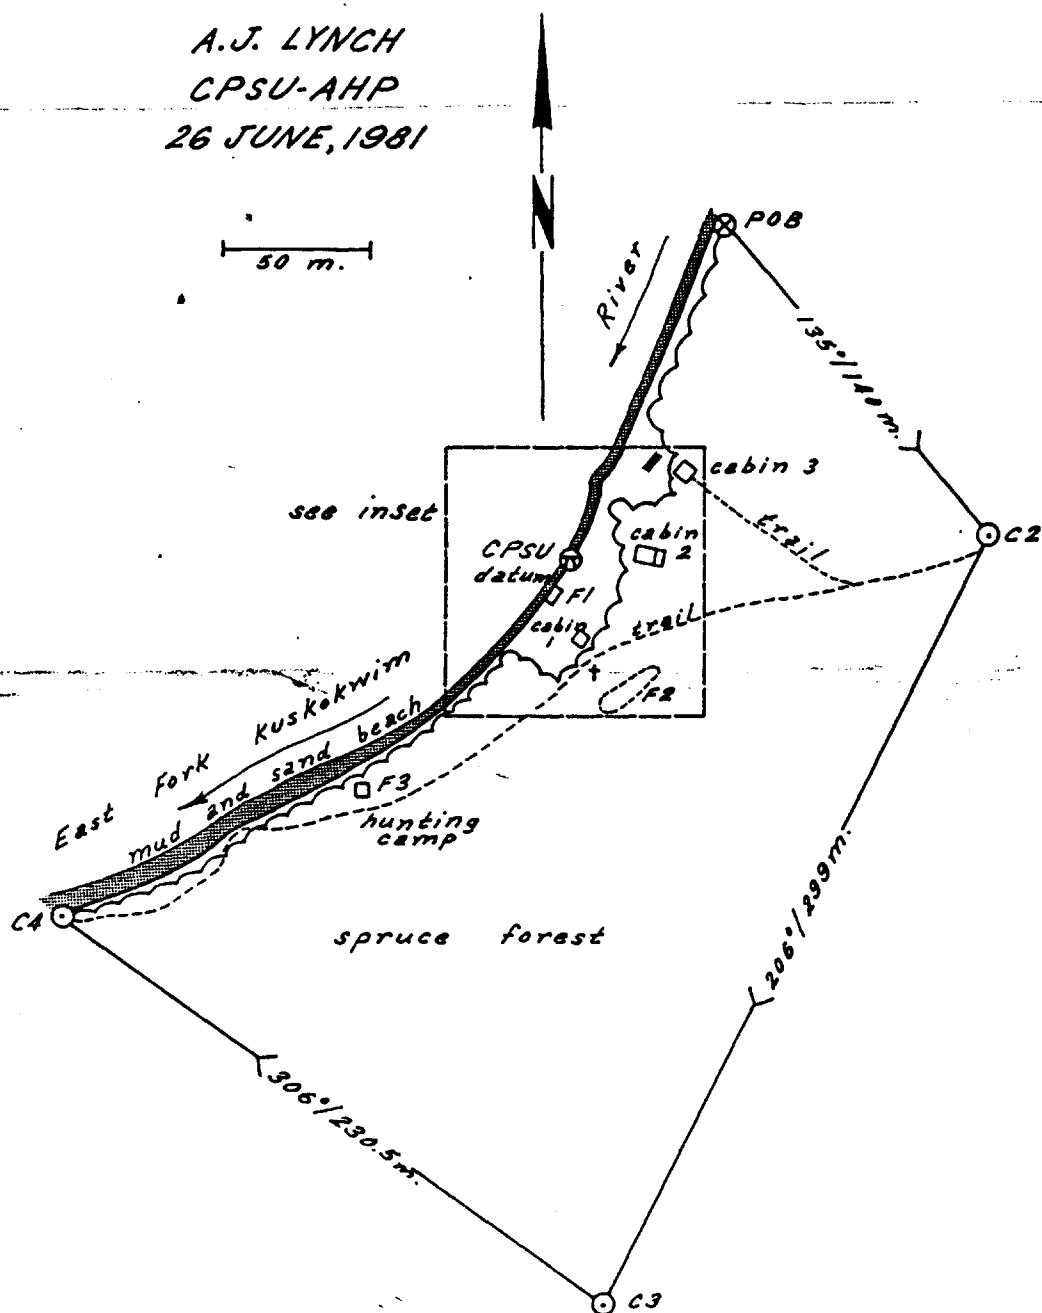 A.J. LYNCH
CPSU-AHP
26 JUNE, 1981
N
50 m.
POB
River
135°/140m.
cabin 3
see inset
trail
C2
cabin
2
CPSU
datum
F1
cabin
1
trail
F2
East Fork Kuskokwim
mud and sand beach
F3
hunting
camp
C4
spruce forest
206°/299m.
306°/230.5m.
C3